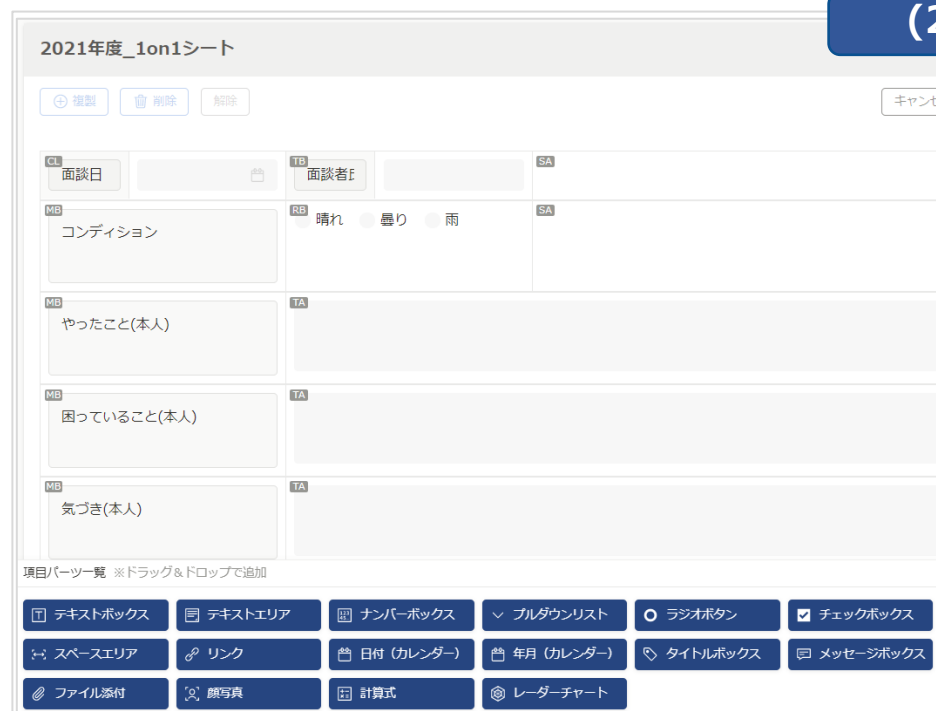 (2
2021年度_1on1シート
複製 削除 解除 キャンセ
CL 面談日 TB 面談者E SA
MB コンディション RB 晴れ 曇り 雨 SA
MB やったこと(本人) TA
MB 困っていること(本人) TA
MB 気づき(本人) TA
項目パーツ一覧 ※ドラッグ&ドロップで追加
テキストボックス テキストエリア ナンバーボックス プルダウンリスト ラジオボタン チェックボックス
スペースエリア リンク 日付（カレンダー） 年月（カレンダー） タイトルボックス メッセージボックス
ファイル添付 顔写真 計算式 レーダーチャート